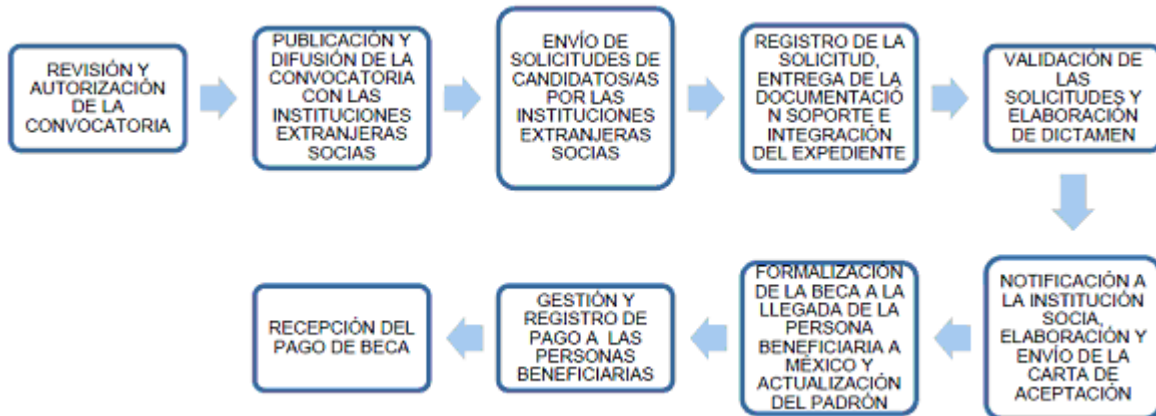 REVISIÓN Y
AUTORIZACIÓN
DE LA
CONVOCATORIA
PUBLICACIÓN Y
DIFUSIÓN DE LA
CONVOCATORIA
CON LAS
INSTITUCIONES
EXTRANJERAS
SOCIAS
ENVÍO DE
SOLICITUDES DE
CANDIDATOS/AS
POR LAS
INSTITUCIONES
EXTRANJERAS
SOCIAS
REGISTRO DE LA
SOLICITUD,
ENTREGA DE LA
DOCUMENTACIÓ
N SOPORTE E
INTEGRACIÓN
DEL EXPEDIENTE
VALIDACIÓN DE
LAS
SOLICITUDES Y
ELABORACIÓN
DE DICTAMEN
NOTIFICACIÓN A
LA INSTITUCIÓN
SOCIA,
ELABORACIÓN Y
ENVÍO DE LA
CARTA DE
ACEPTACIÓN
FORMALIZACIÓN
DE LA BECA A LA
LLEGADA DE LA
PERSONA
BENEFICIARIA A
MÉXICO Y
ACTUALIZACIÓN
DEL PADRÓN
GESTIÓN Y
REGISTRO DE
PAGO A LAS
PERSONAS
BENEFICIARIAS
RECEPCIÓN DEL
PAGO DE BECA